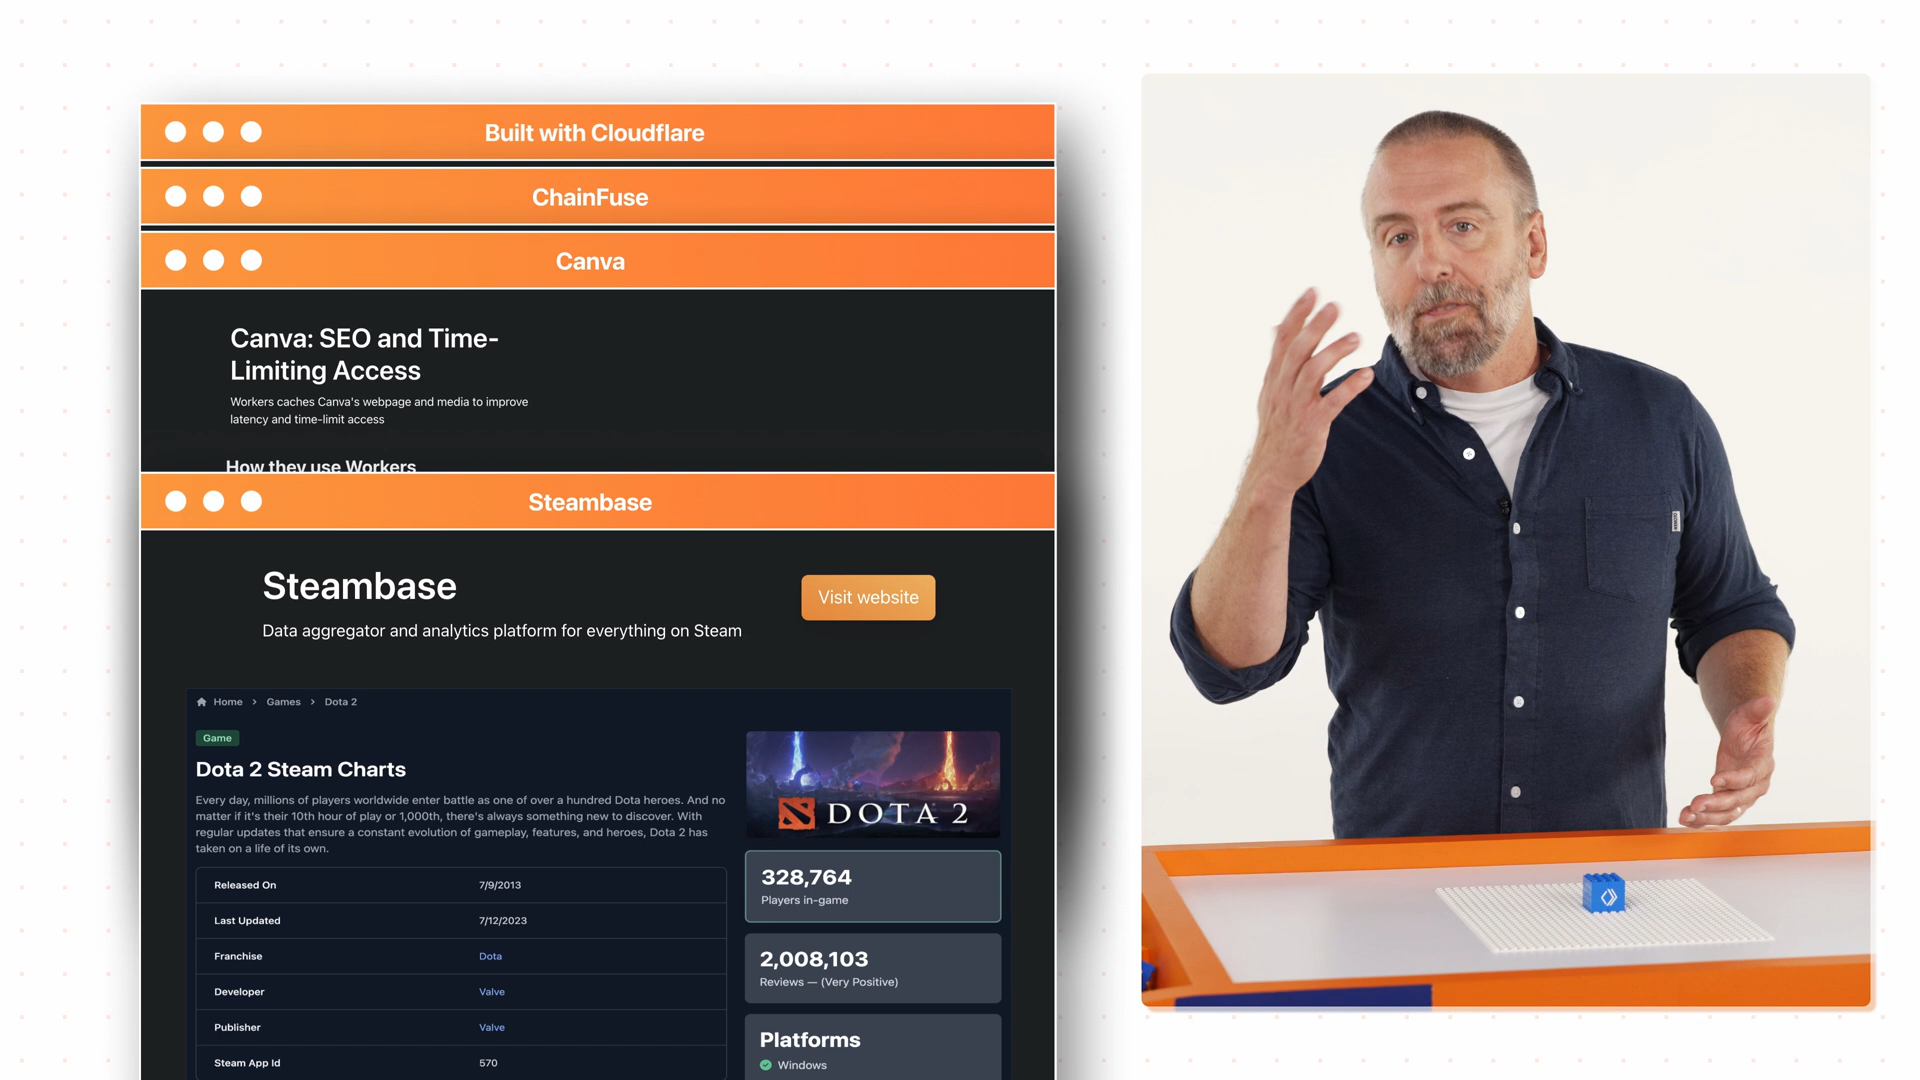 Built with Cloudflare
ChainFuse
Canva
Canva: SEO and Time-
Limiting Access
Workers caches Canva's webpage and media to improve
latency and time-limit access
How they use Workers
Steambase
Steambase
Visit website
Data aggregator and analytics platform for everything on Steam
Home > Games > Dota 2
Game
Dota 2 Steam Charts
Every day, millions of players worldwide enter battle as one of over a hundred Dota heroes. And no
matter if it's their 10th hour of play or 1,000th, there's always something new to discover. With
regular updates that ensure a constant evolution of gameplay, features, and heroes, Dota 2 has
taken on a life of its own.
Released On 7/9/2013
Last Updated 7/12/2023
Franchise Dota
Developer Valve
Publisher Valve
Steam App Id 570
DOTA 2
328,764
Players in-game
2,008,103
Reviews — (Very Positive)
Platforms
Windows